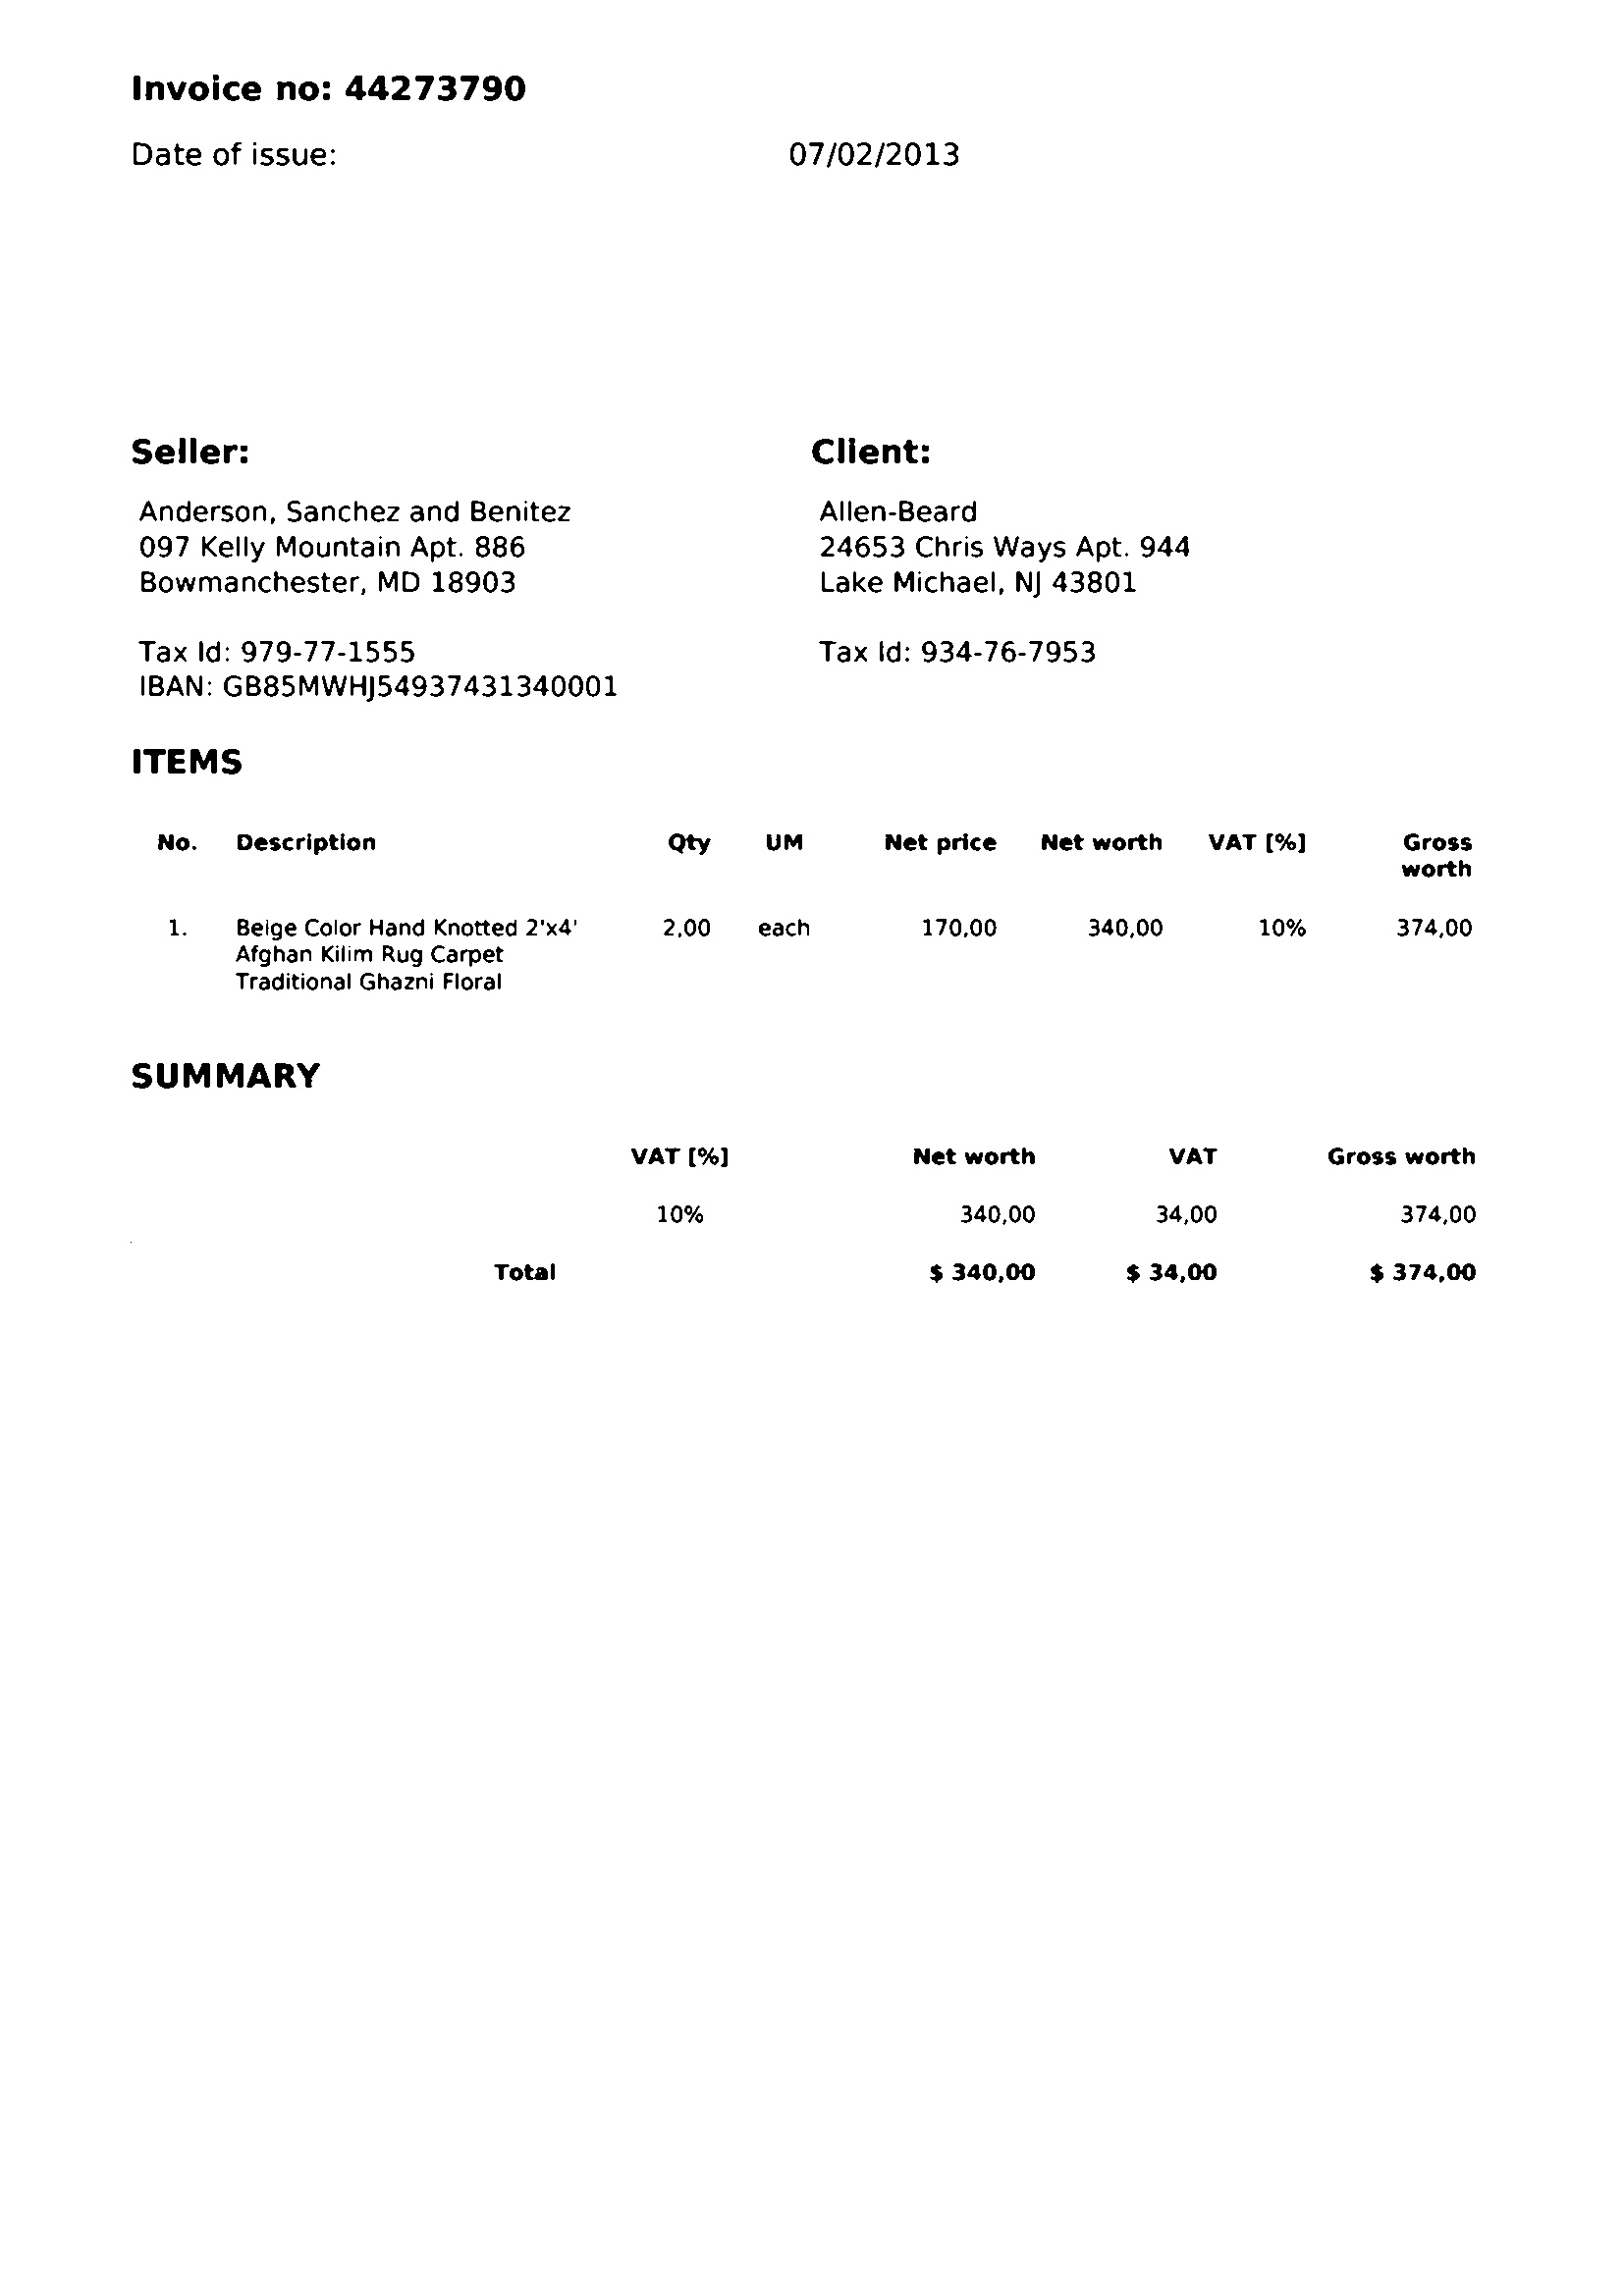 Invoice no: 44273790
Date of issue: 07/02/2013
Seller:
Anderson, Sanchez and Benitez
097 Kelly Mountain Apt. 886
Bowmanchester, MD 18903
Tax Id: 979-77-1555
IBAN: GB85MWHJ54937431340001
Client:
Allen-Beard
24653 Chris Ways Apt. 944
Lake Michael, NJ 43801
Tax Id: 934-76-7953
ITEMS
No. Description Qty UM Net price Net worth VAT [%] Gross worth
1. Beige Color Hand Knotted 2'x4' 2,00 each 170,00 340,00 10% 374,00
Afghan Kilim Rug Carpet
Traditional Ghazni Floral
SUMMARY
VAT [%] Net worth VAT Gross worth
10% 340,00 34,00 374,00
Total $ 340,00 $ 34,00 $ 374,00